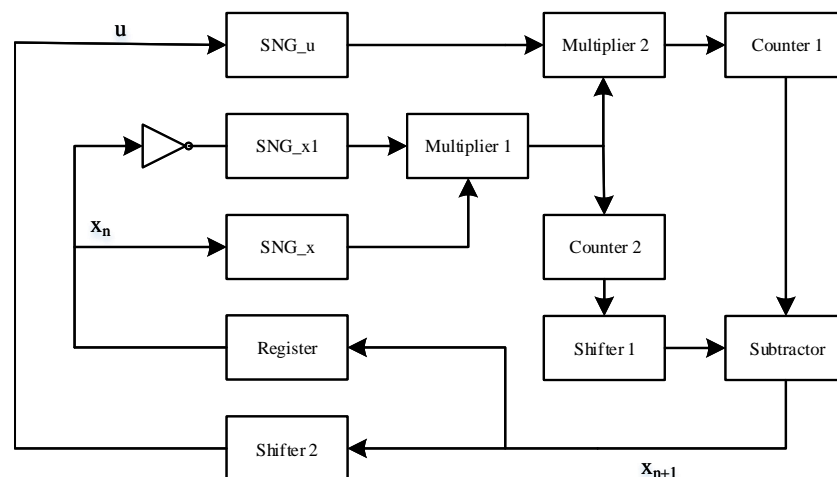 u
SNG_u
Multiplier 2
Counter 1
SNG_x1
Multiplier 1
xn
SNG_x
Counter 2
Register
Shifter 1
Subtractor
Shifter 2
xn+1